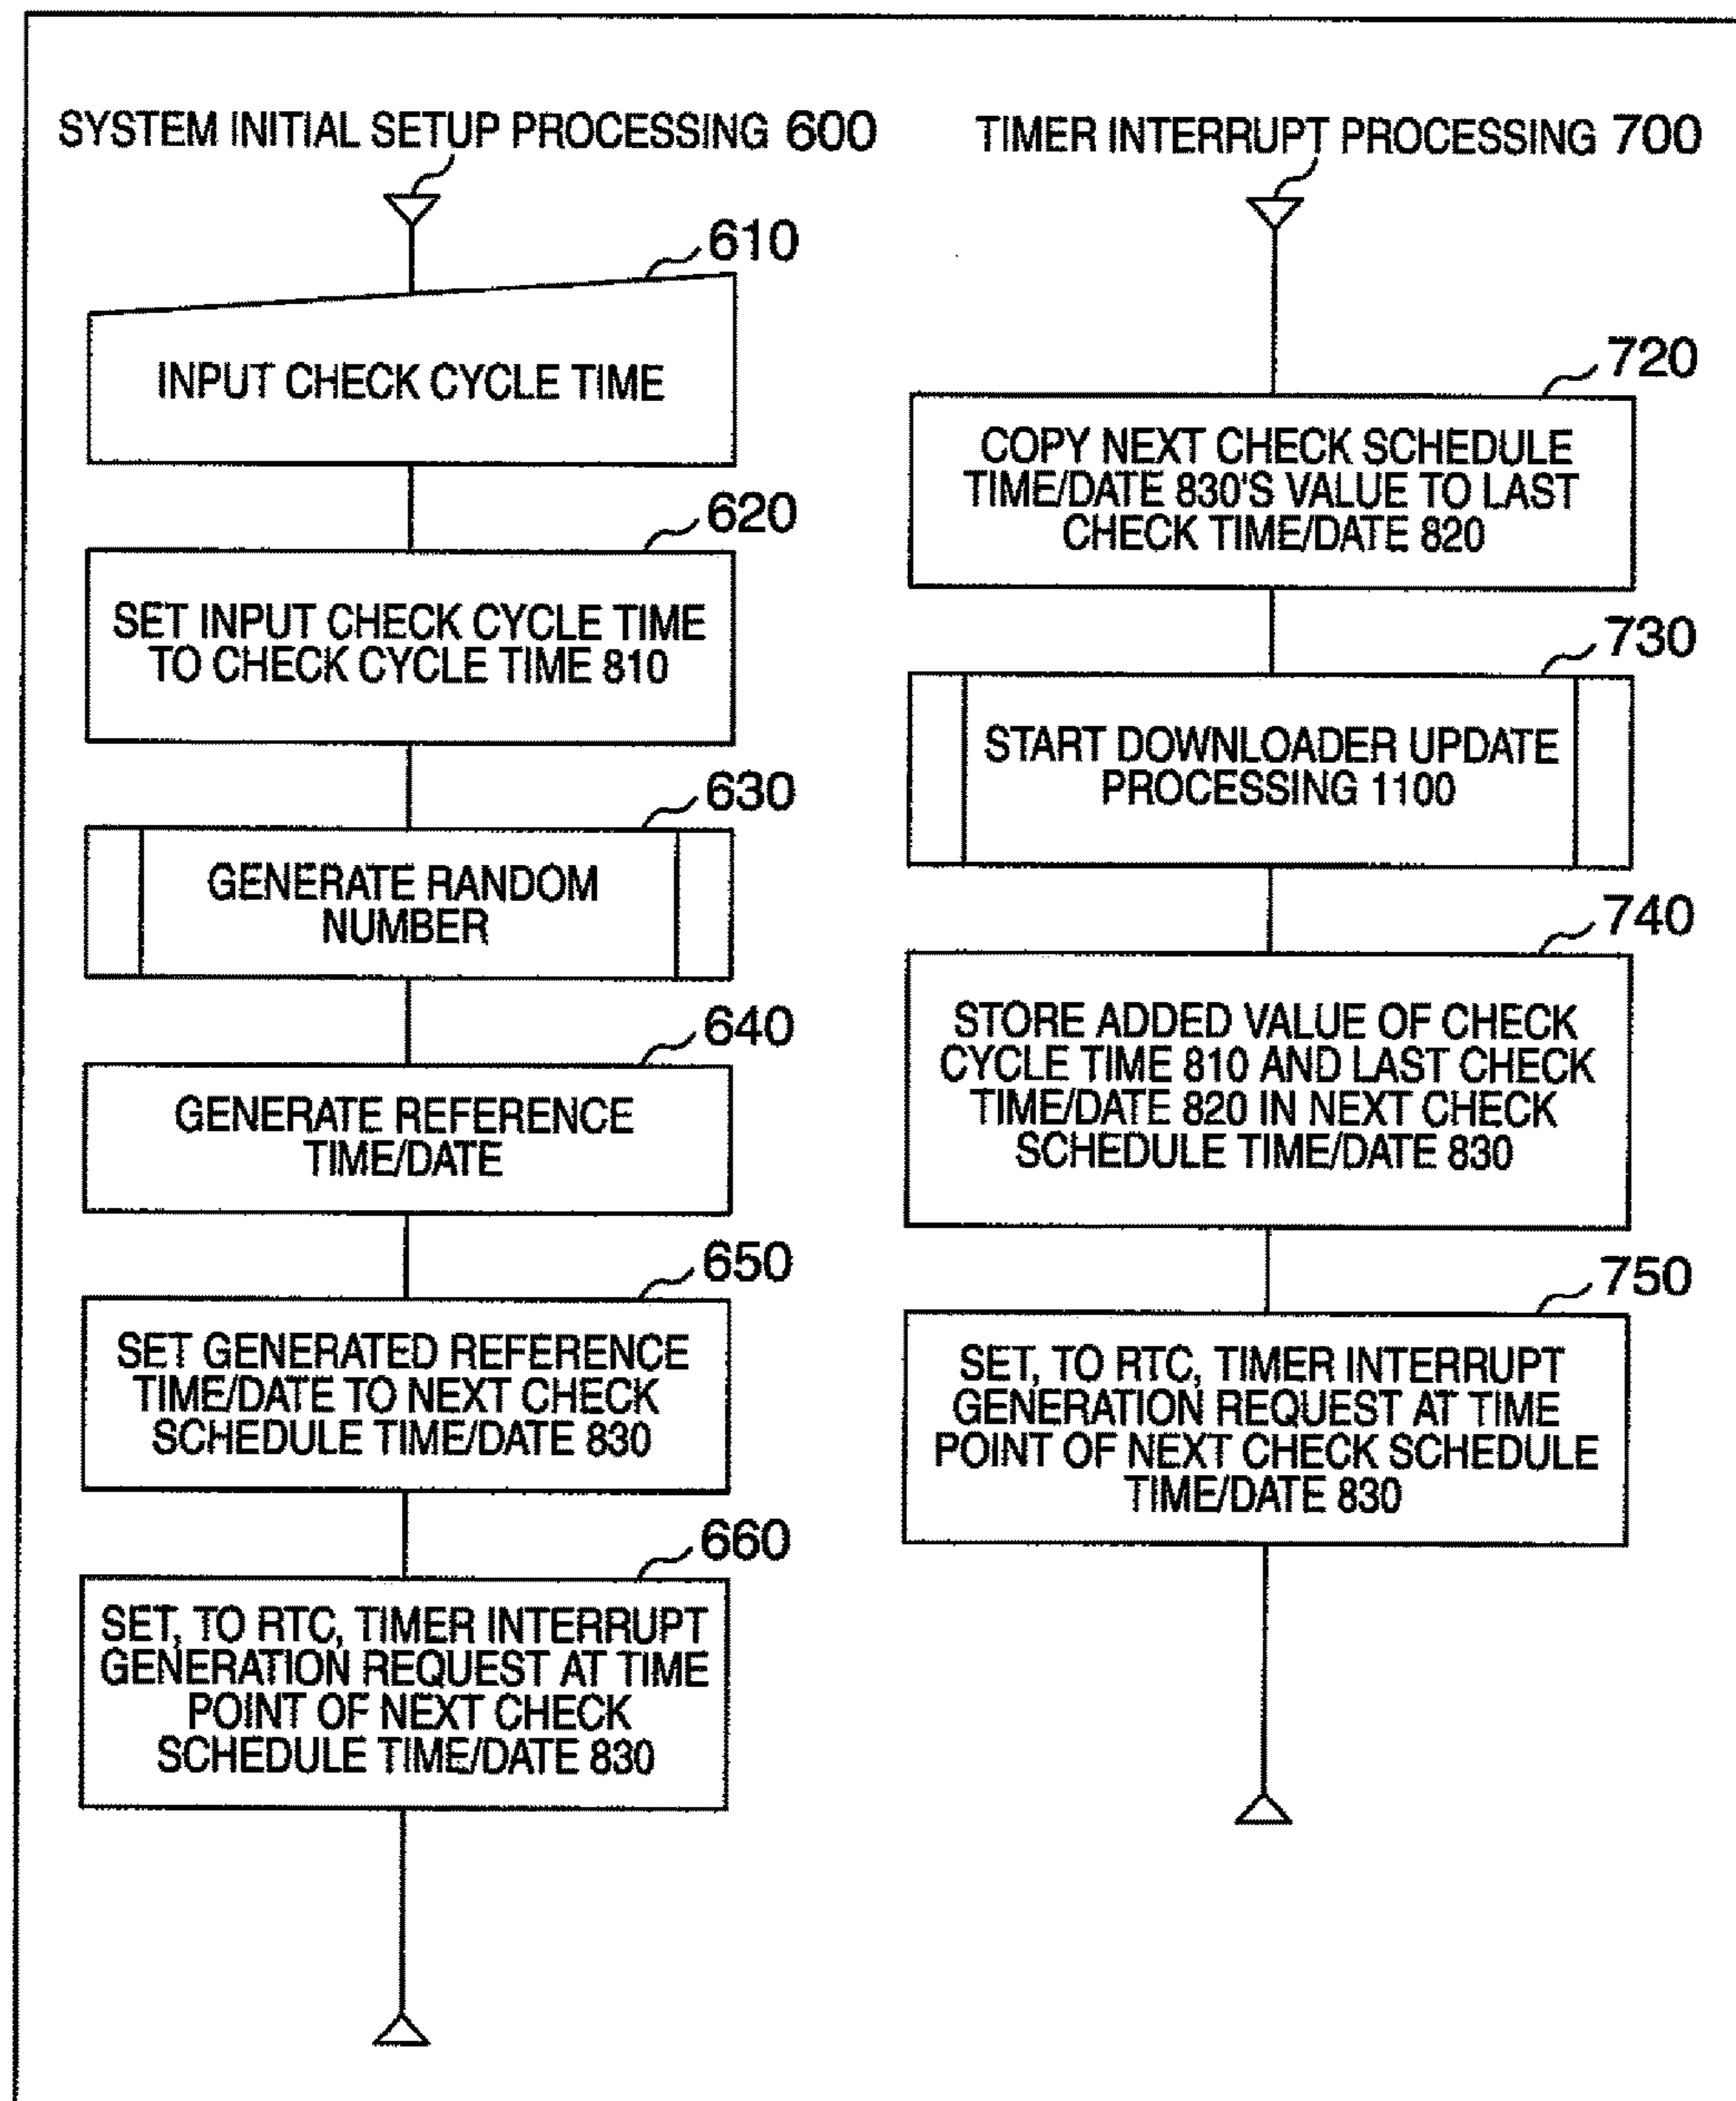 SYSTEM INITIAL SETUP PROCESSING 600
610
INPUT CHECK CYCLE TIME
620
SET INPUT CHECK CYCLE TIME
TO CHECK CYCLE TIME 810
630
GENERATE RANDOM
NUMBER
640
GENERATE REFERENCE
TIME/DATE
650
SET GENERATED REFERENCE
TIME/DATE TO NEXT CHECK
SCHEDULE TIME/DATE 830
660
SET, TO RTC, TIMER INTERRUPT
GENERATION REQUEST AT TIME
POINT OF NEXT CHECK
SCHEDULE TIME/DATE 830
TIMER INTERRUPT PROCESSING 700
720
COPY NEXT CHECK SCHEDULE
TIME/DATE 830'S VALUE TO LAST
CHECK TIME/DATE 820
730
START DOWNLOADER UPDATE
PROCESSING 1100
740
STORE ADDED VALUE OF CHECK
CYCLE TIME 810 AND LAST CHECK
TIME/DATE 820 IN NEXT CHECK
SCHEDULE TIME/DATE 830
750
SET, TO RTC, TIMER INTERRUPT
GENERATION REQUEST AT TIME
POINT OF NEXT CHECK SCHEDULE
TIME/DATE 830